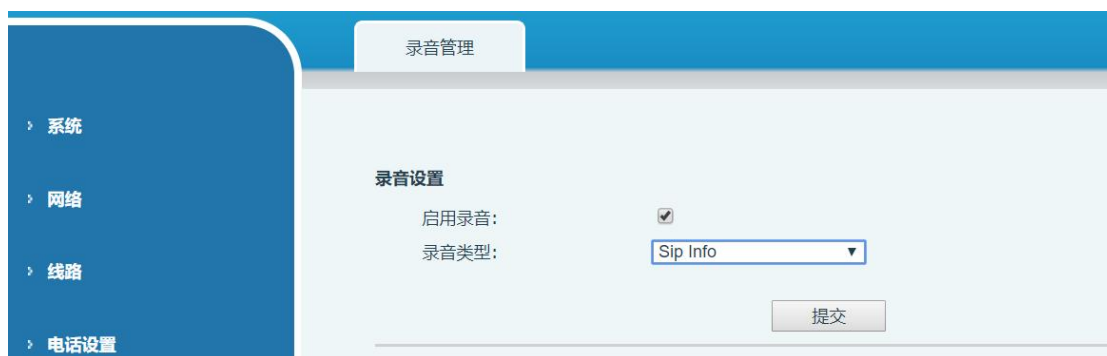 录音管理
系统
网络
线路
电话设置
录音设置
启用录音:
录音类型: Sip Info
提交